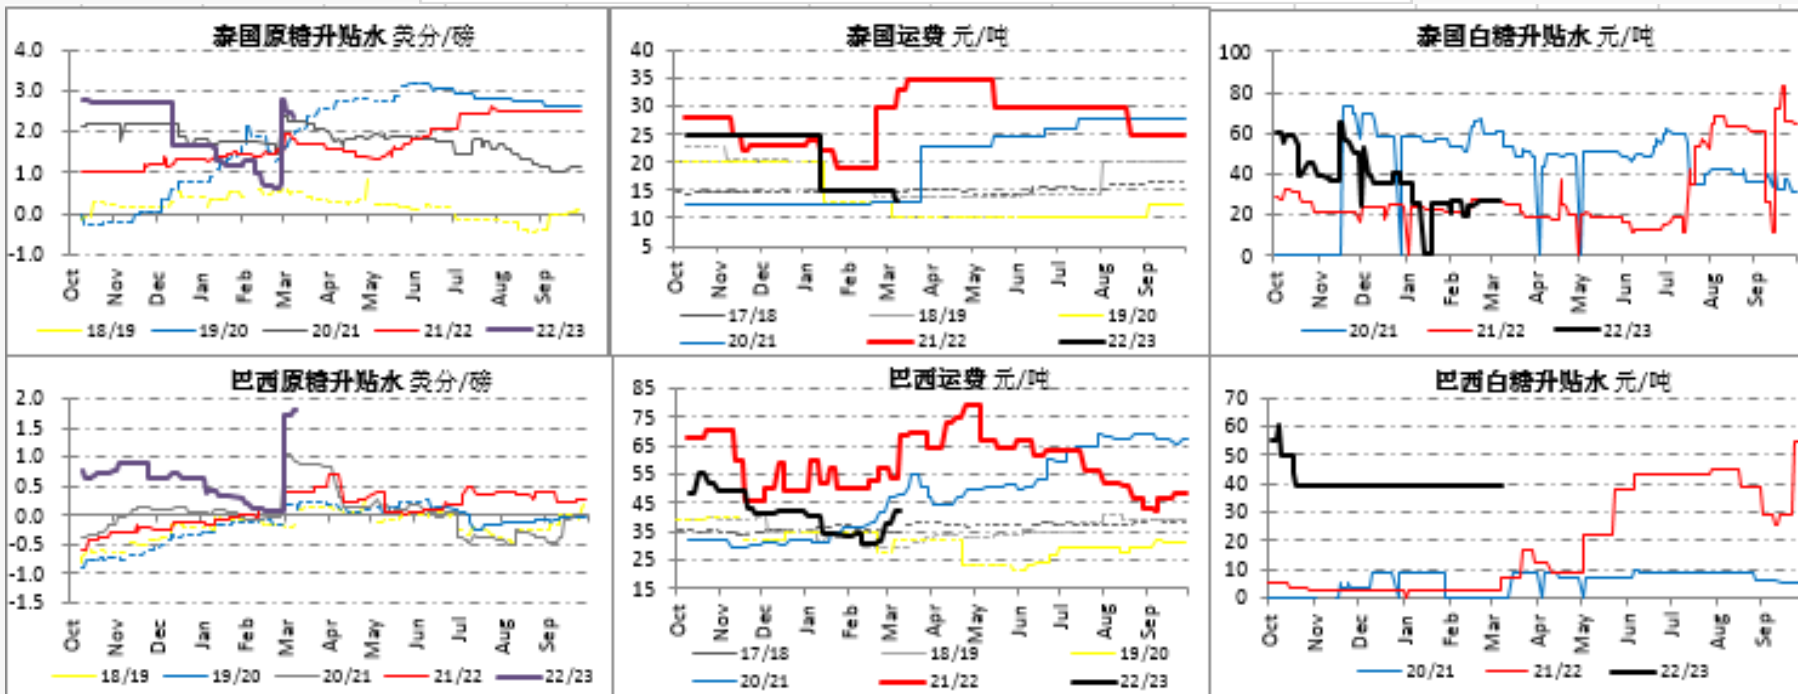 泰国原糖升贴水 美分/磅
4.0
3.0
2.0
1.0
0.0
-1.0
Oct Nov Dec Jan Feb Mar Apr May Jun Jul Aug Sep
18/19 19/20 20/21 21/22 22/23
泰国运费 元/吨
40
35
30
25
20
15
10
5
Oct Nov Dec Jan Feb Mar Apr May Jun Jul Aug Sep
17/18 18/19 19/20
20/21 21/22 22/23
泰国白糖升贴水 元/吨
100
80
60
40
20
0
Oct Nov Dec Jan Feb Mar Apr May Jun Jul Aug Sep
20/21 21/22 22/23
巴西原糖升贴水 美分/磅
2.0
1.5
1.0
0.5
0.0
-0.5
-1.0
-1.5
Oct Nov Dec Jan Feb Mar Apr May Jun Jul Aug Sep
18/19 19/20 20/21 21/22 22/23
巴西运费 元/吨
85
75
65
55
45
35
25
15
Oct Nov Dec Jan Feb Mar Apr May Jun Jul Aug Sep
17/18 18/19 19/20
20/21 21/22 22/23
巴西白糖升贴水 元/吨
70
60
50
40
30
20
10
0
Oct Nov Dec Jan Feb Mar Apr May Jun Jul Aug Sep
20/21 21/22 22/23